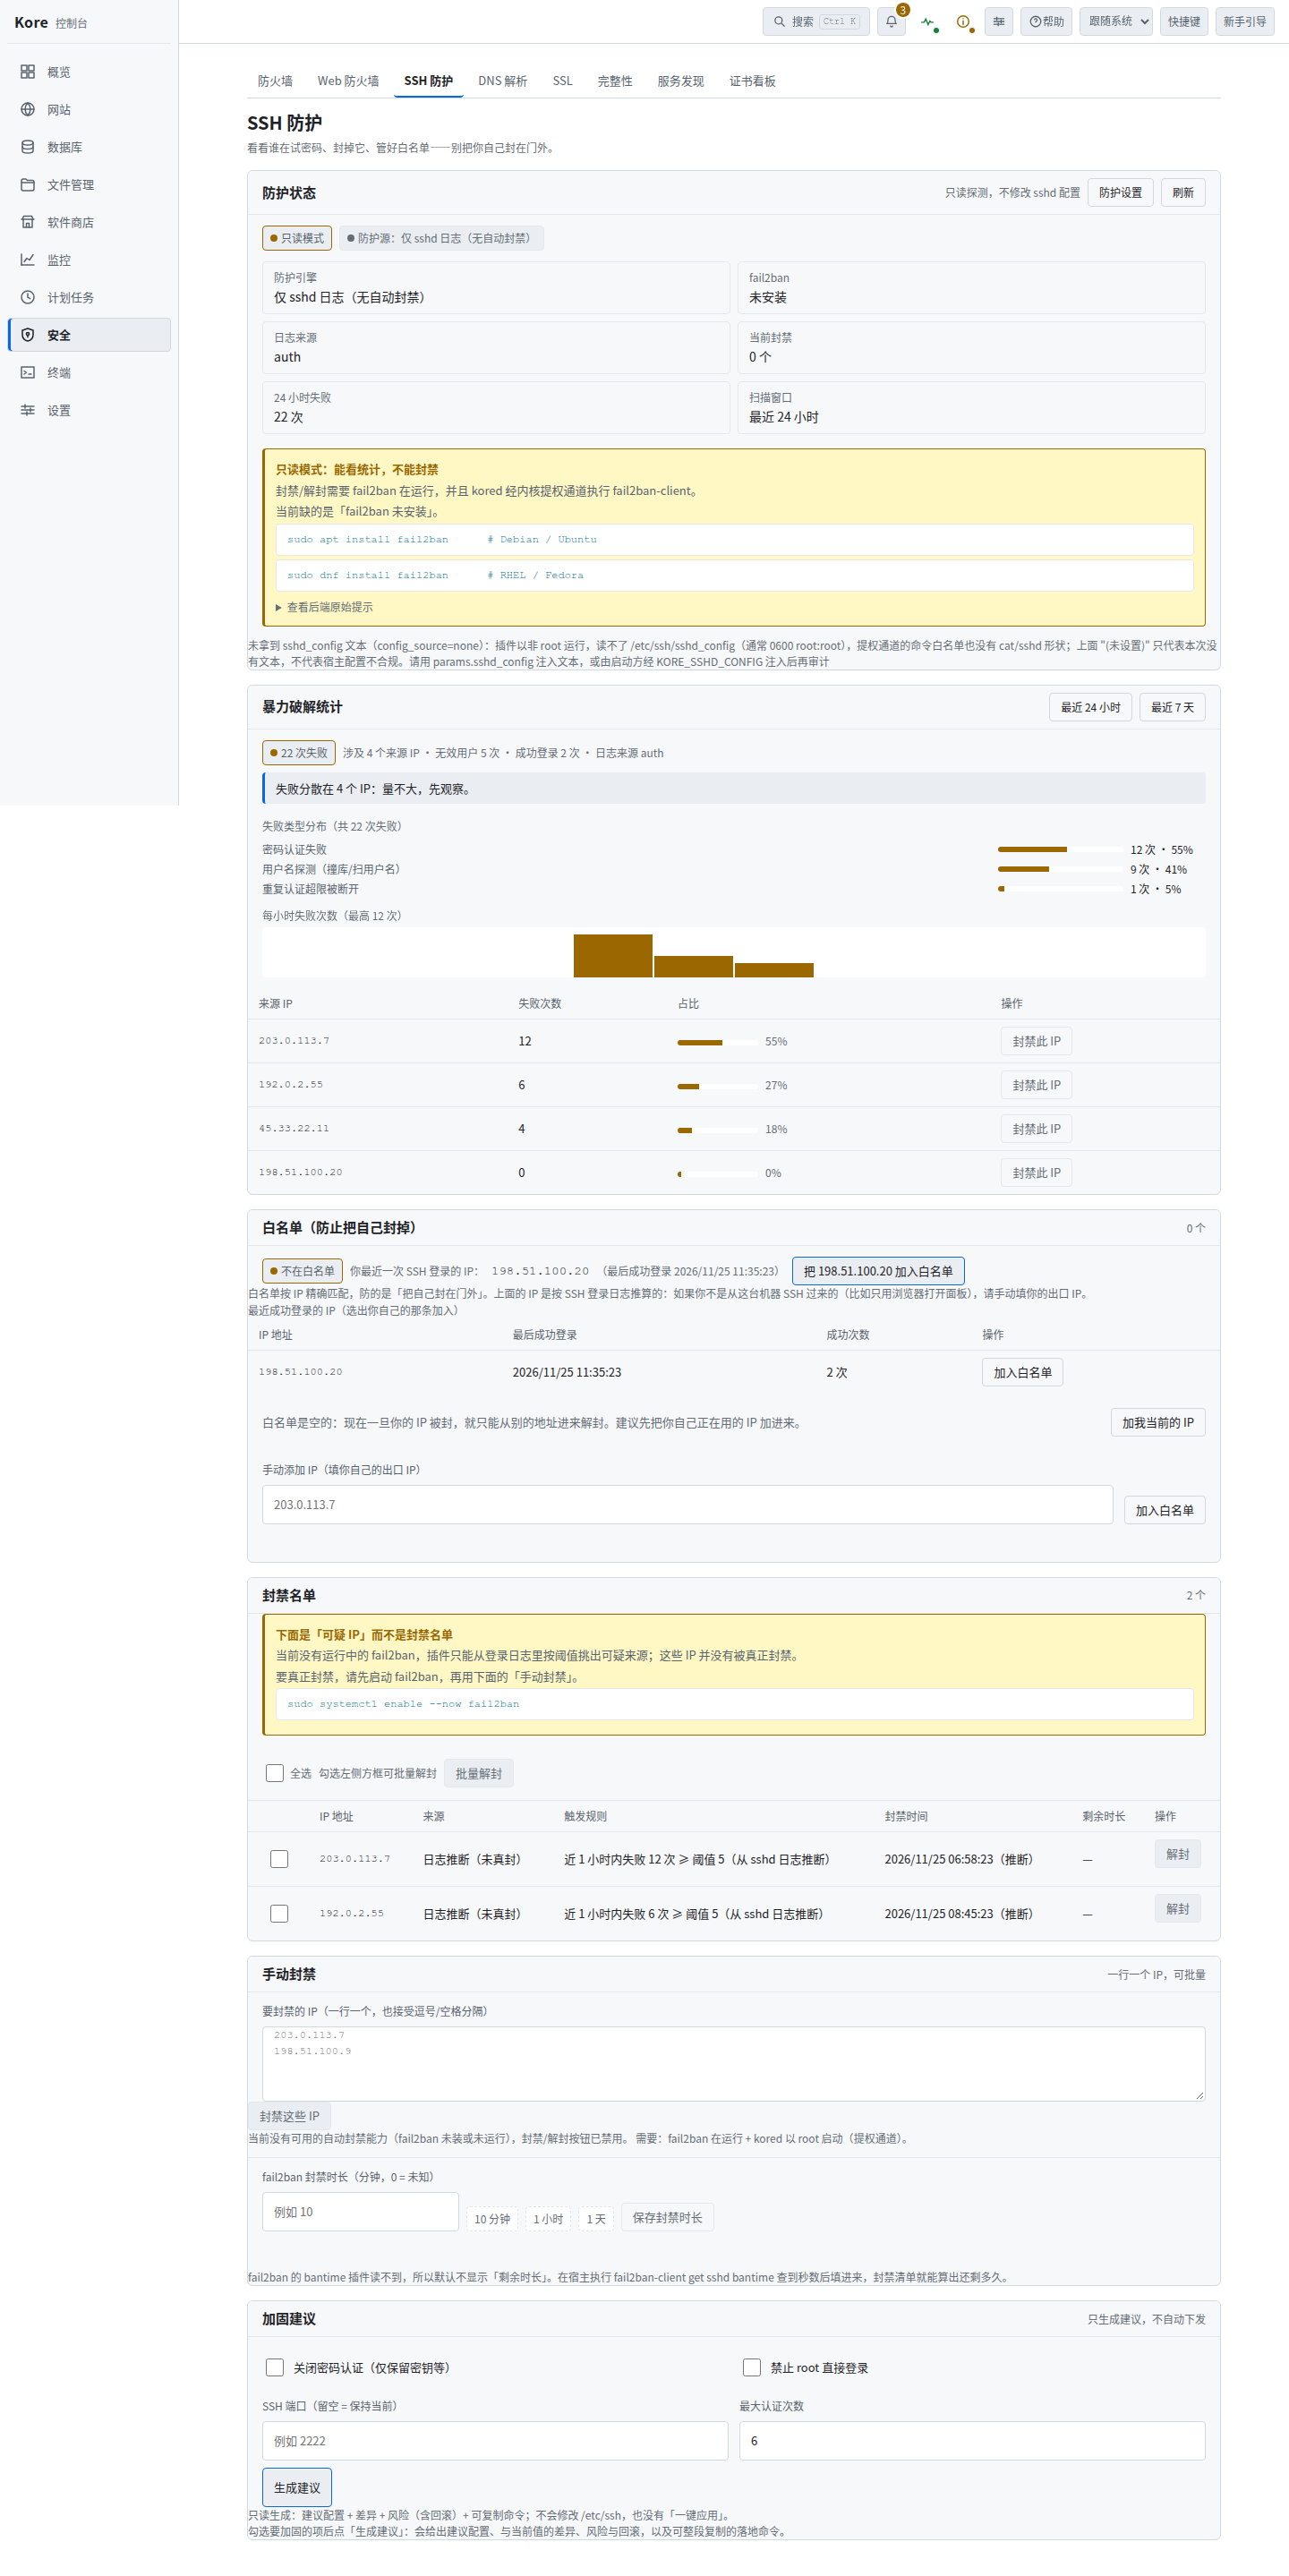 Kore 控制台
搜索 Ctrl K
3
帮助
跟随系统
快捷键
新手引导
概览
网站
数据库
文件管理
软件商店
监控
计划任务
安全
终端
设置
防火墙 Web 防火墙 SSH 防护 DNS 解析 SSL 完整性 服务发现 证书看板
SSH 防护
看看谁在试密码、封掉它、管好白名单——别把你自己封在门外。
防护状态
只读探测，不修改 sshd 配置 防护设置 刷新
只读模式 防护源：仅 sshd 日志（无自动封禁）
防护引擎
仅 sshd 日志（无自动封禁）
fail2ban
未安装
日志来源
auth
当前封禁
0 个
24 小时失败
22 次
扫描窗口
最近 24 小时
只读模式：能看统计，不能封禁
封禁/解封需要 fail2ban 在运行，并且 kored 经内核提权通道执行 fail2ban-client。
当前缺的是「fail2ban 未安装」。
sudo apt install fail2ban # Debian / Ubuntu
sudo dnf install fail2ban # RHEL / Fedora
▶ 查看后端原始提示
未拿到 sshd_config 文本（config_source=none）：插件以非 root 运行，读不了 /etc/ssh/sshd_config（通常 0600 root:root），提权通道的命令白名单也没有 cat/sshd 形状；上面 "(未设置)" 只代表本次没
有文本，不代表宿主配置不合规。请用 params.sshd_config 注入文本，或由启动方经 KORE_SSHD_CONFIG 注入后再审计
暴力破解统计
最近 24 小时 最近 7 天
22 次失败 涉及 4 个来源 IP · 无效用户 5 次 · 成功登录 2 次 · 日志来源 auth
失败分散在 4 个 IP：量不大，先观察。
失败类型分布（共 22 次失败）
密码认证失败 12 次 · 55%
用户名探测（撞库/扫用户名） 9 次 · 41%
重复认证超限被断开 1 次 · 5%
每小时失败次数（最高 12 次）
来源 IP 失败次数 占比 操作
203.0.113.7 12 55% 封禁此 IP
192.0.2.55 6 27% 封禁此 IP
45.33.22.11 4 18% 封禁此 IP
198.51.100.20 0 0% 封禁此 IP
白名单（防止把自己封掉） 0 个
不在白名单 你最近一次 SSH 登录的 IP： 198.51.100.20 （最后成功登录 2026/11/25 11:35:23） 把 198.51.100.20 加入白名单
白名单按 IP 精确匹配，防的是「把自己封在门外」。上面的 IP 是按 SSH 登录日志推算的：如果你不是从这台机器 SSH 过来的（比如只用浏览器打开面板），请手动填你的出口 IP。
最近成功登录的 IP（选出你自己的那条加入）
IP 地址 最后成功登录 成功次数 操作
198.51.100.20 2026/11/25 11:35:23 2 次 加入白名单
白名单是空的：现在一旦你的 IP 被封，就只能从别的地址进来解封。建议先把你自己正在用的 IP 加进来。 加我当前的 IP
手动添加 IP（填你自己的出口 IP）
203.0.113.7 加入白名单
封禁名单 2 个
下面是「可疑 IP」而不是封禁名单
当前没有运行中的 fail2ban，插件只能从登录日志里按阈值挑出可疑来源；这些 IP 并没有被真正封禁。
要真正封禁，请先启动 fail2ban，再用下面的「手动封禁」。
sudo systemctl enable --now fail2ban
全选 勾选左侧方框可批量解封 批量解封
IP 地址 来源 触发规则 封禁时间 剩余时长 操作
203.0.113.7 日志推断（未真封） 近 1 小时内失败 12 次 ⩾ 阈值 5（从 sshd 日志推断） 2026/11/25 06:58:23（推断） — 解封
192.0.2.55 日志推断（未真封） 近 1 小时内失败 6 次 ⩾ 阈值 5（从 sshd 日志推断） 2026/11/25 08:45:23（推断） — 解封
手动封禁 一行一个 IP，可批量
要封禁的 IP（一行一个，也接受逗号/空格分隔）
203.0.113.7
198.51.100.9
封禁这些 IP
当前没有可用的自动封禁能力（fail2ban 未装或未运行），封禁/解封按钮已禁用。 需要：fail2ban 在运行 + kored 以 root 启动（提权通道）。
fail2ban 封禁时长（分钟，0 = 未知）
例如 10 10 分钟 1 小时 1 天 保存封禁时长
fail2ban 的 bantime 插件读不到，所以默认不显示「剩余时长」。在宿主执行 fail2ban-client get sshd bantime 查到秒数后填进来，封禁清单就能算出还剩多久。
加固建议 只生成建议，不自动下发
关闭密码认证（仅保留密钥等） 禁止 root 直接登录
SSH 端口（留空 = 保持当前） 最大认证次数
例如 2222 6
生成建议
只读生成：建议配置 + 差异 + 风险（含回滚）+ 可复制命令；不会修改 /etc/ssh，也没有「一键应用」。
勾选要加固的项后点「生成建议」：会给出建议配置、与当前值的差异、风险与回滚，以及可整段复制的落地命令。